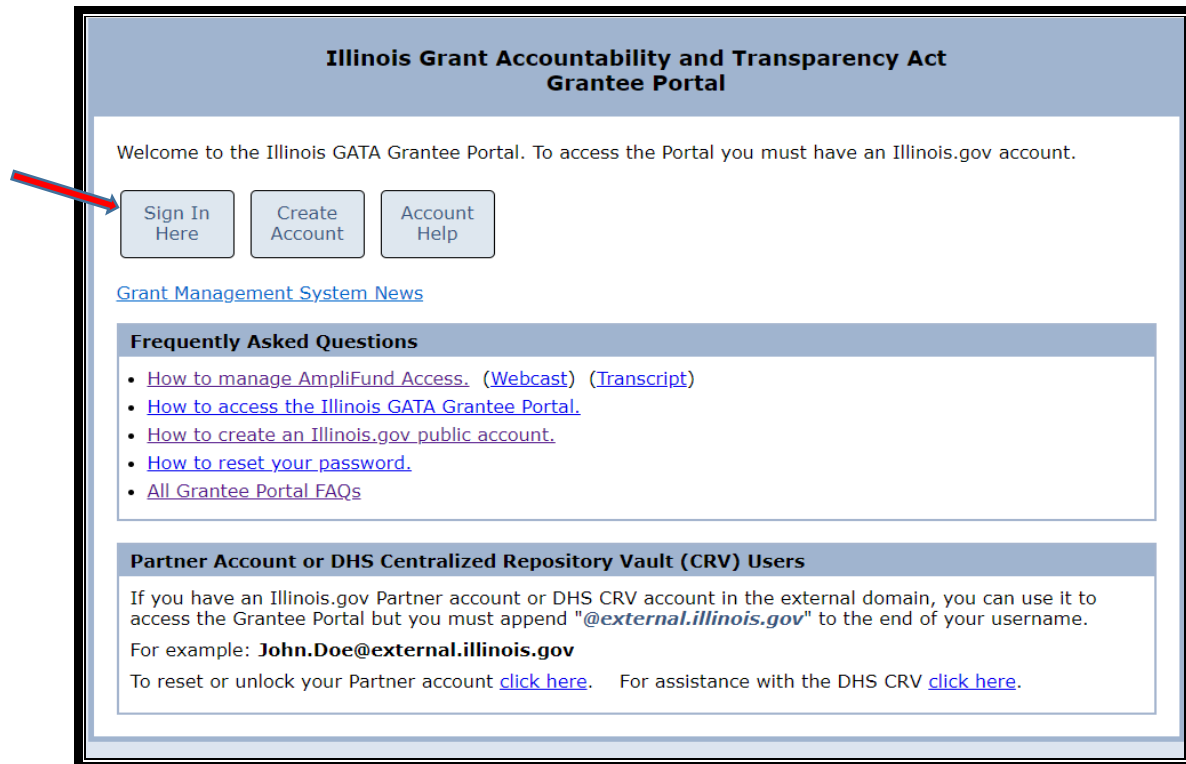 Illinois Grant Accountability and Transparency Act
Grantee Portal
Welcome to the Illinois GATA Grantee Portal. To access the Portal you must have an Illinois.gov account.
Sign In
Here
Create
Account
Account
Help
Grant Management System News
Frequently Asked Questions
• How to manage AmpliFund Access. (Webcast) (Transcript)
• How to access the Illinois GATA Grantee Portal.
• How to create an Illinois.gov public account.
• How to reset your password.
• All Grantee Portal FAQs
Partner Account or DHS Centralized Repository Vault (CRV) Users
If you have an Illinois.gov Partner account or DHS CRV account in the external domain, you can use it to
access the Grantee Portal but you must append "@external.illinois.gov" to the end of your username.
For example: John.Doe@external.illinois.gov
To reset or unlock your Partner account click here. For assistance with the DHS CRV click here.